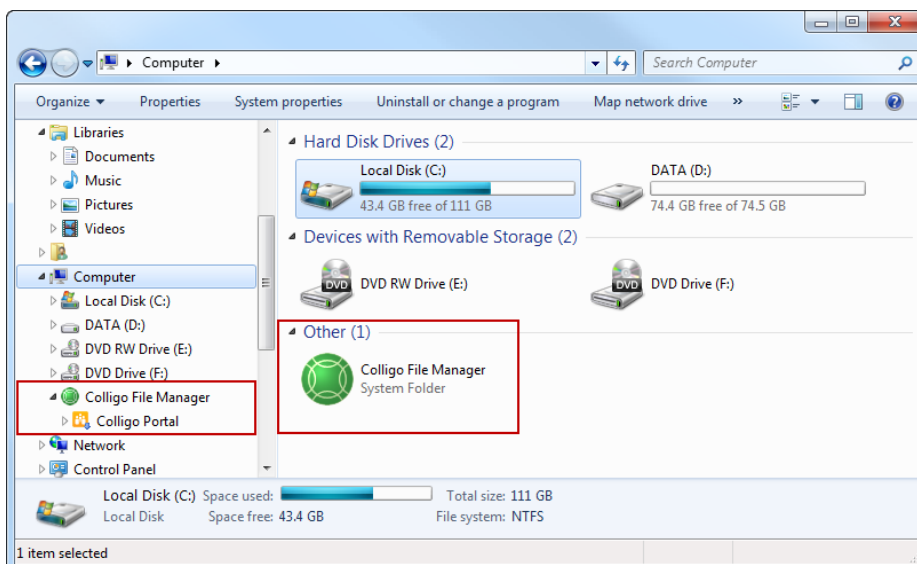 Computer
Search Computer
Organize Properties System properties Uninstall or change a program Map network drive »
Libraries
Documents
Music
Pictures
Videos
Computer
Local Disk (C:)
DATA (D:)
DVD RW Drive (E:)
DVD Drive (F:)
Colligo File Manager
Colligo Portal
Network
Control Panel
Hard Disk Drives (2)
Local Disk (C:)
43.4 GB free of 111 GB
DATA (D:)
74.4 GB free of 74.5 GB
Devices with Removable Storage (2)
DVD
DVD RW Drive (E:)
DVD
DVD Drive (F:)
Other (1)
Colligo File Manager
System Folder
Local Disk (C:) Space used: Total size: 111 GB
Local Disk Space free: 43.4 GB File system: NTFS
1 item selected